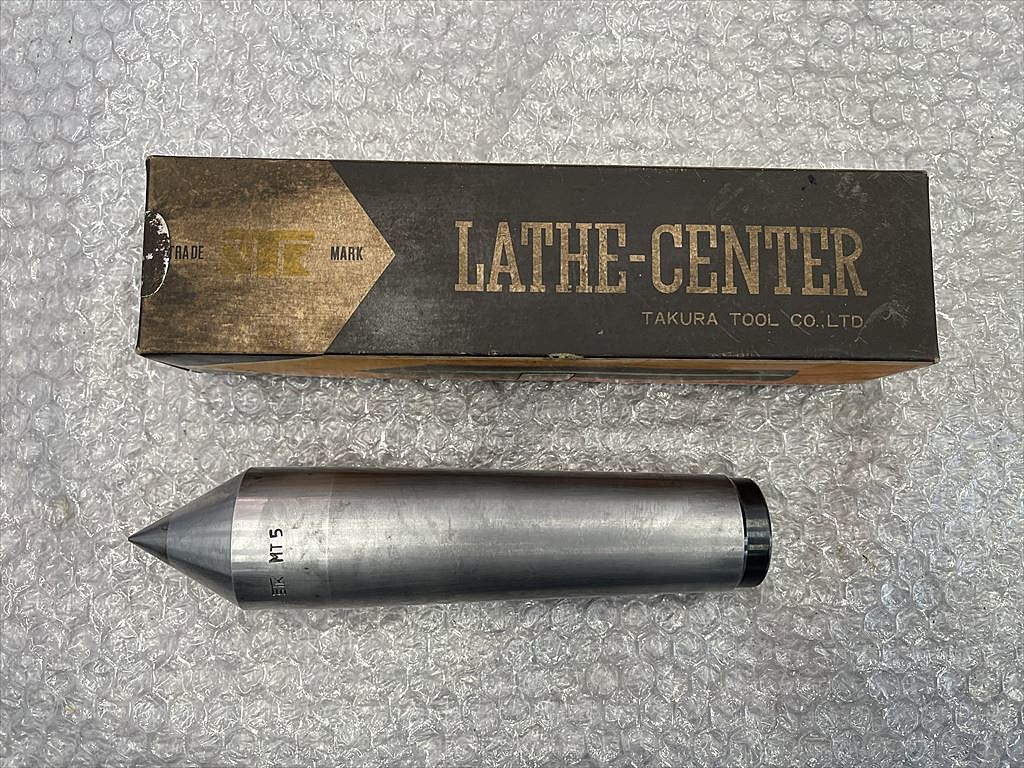 TRADE MARK
LATHE-CENTER
TAKURA TOOL CO.,LTD.
MT 5